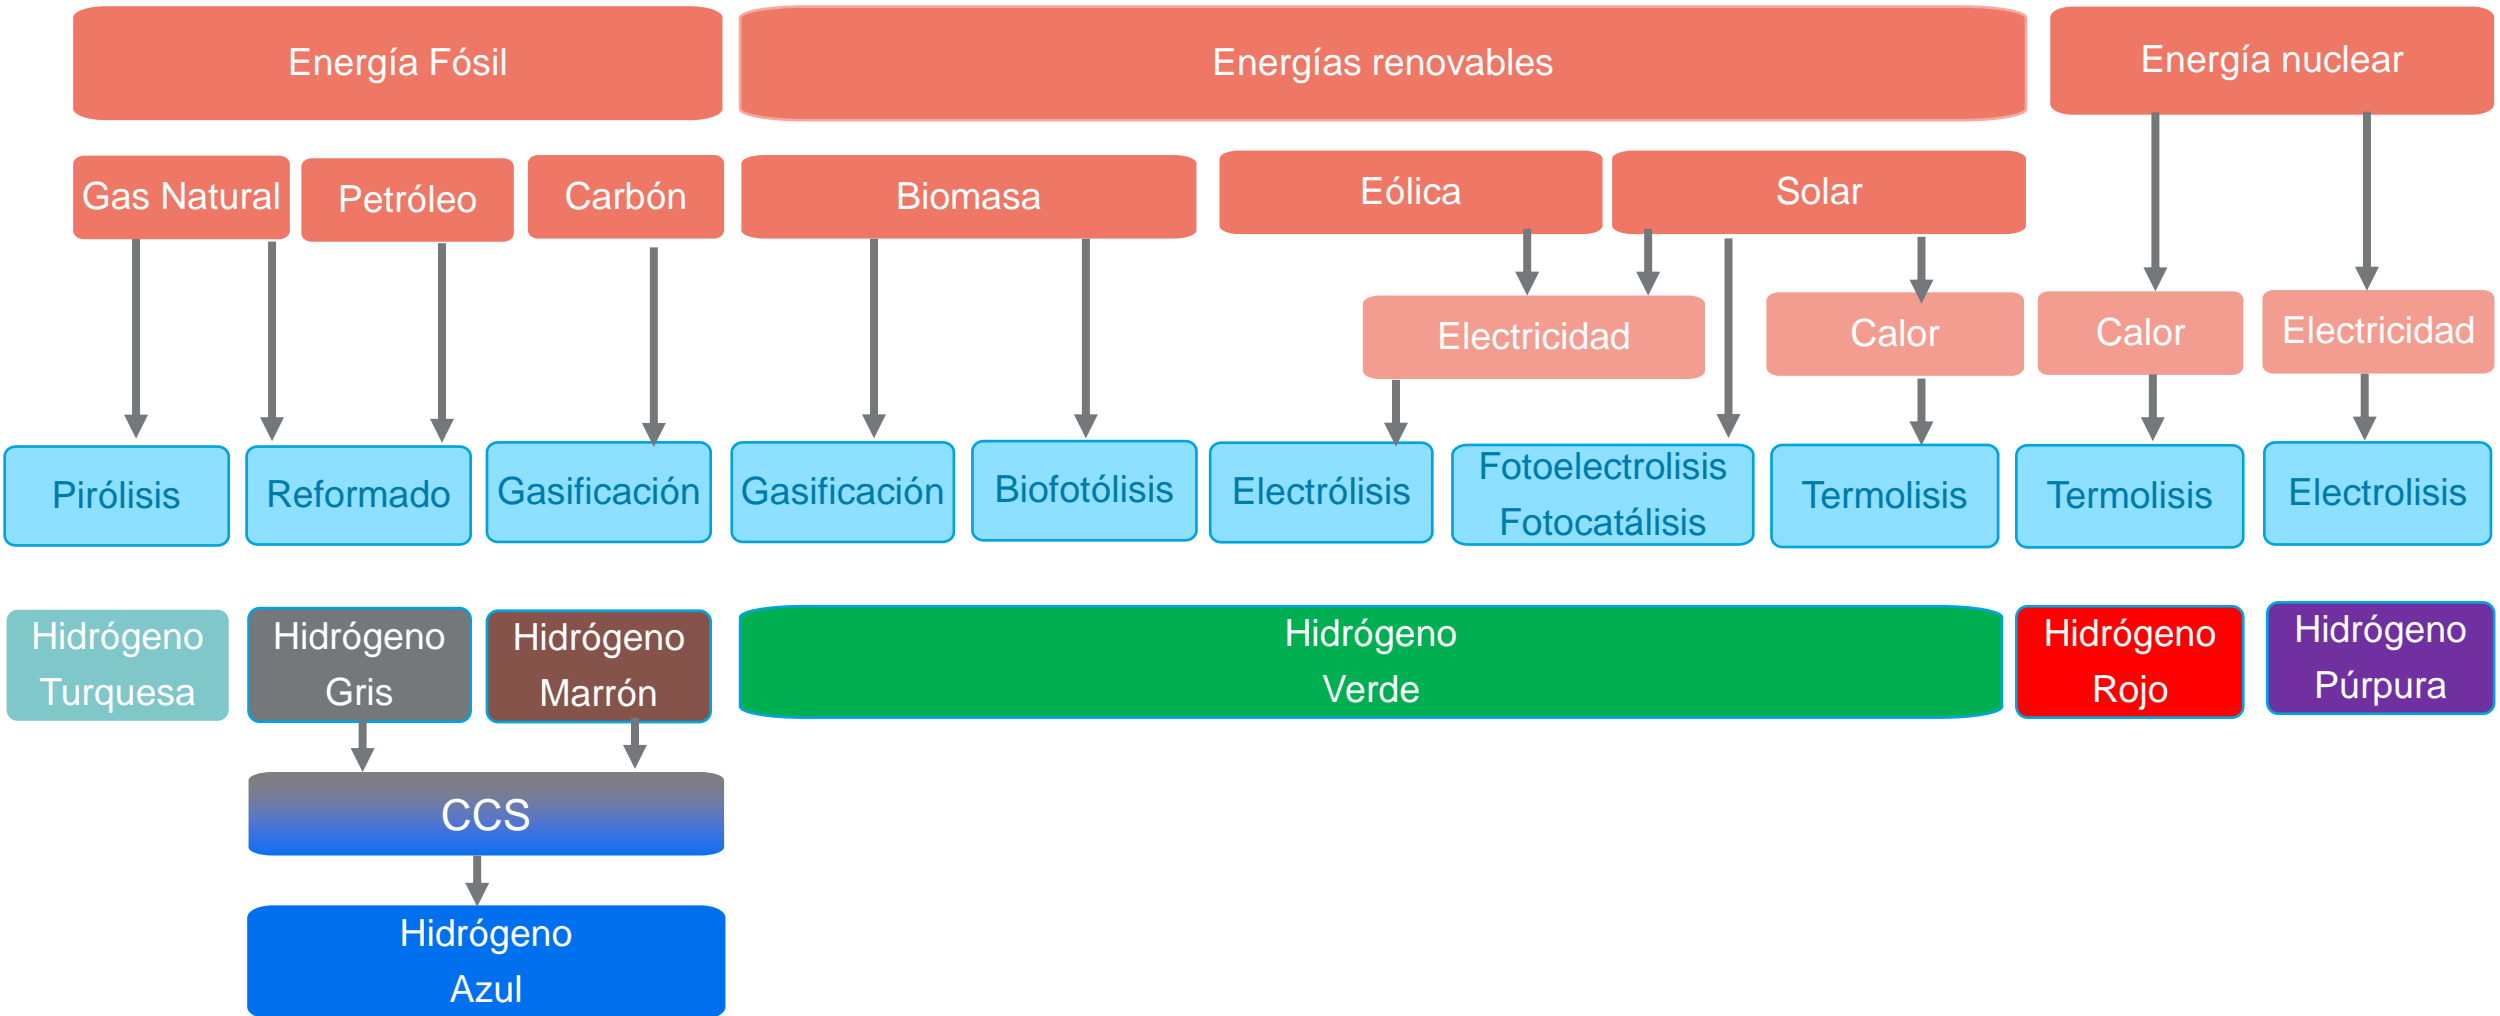 Energía Fósil
Energías renovables
Energía nuclear
Gas Natural
Petróleo
Carbón
Biomasa
Eólica
Solar
Electricidad
Calor
Calor
Electricidad
Pirólisis
Reformado
Gasificación
Gasificación
Biofotólisis
Electrólisis
Fotoelectrolisis
Fotocatálisis
Termolisis
Termolisis
Electrolisis
Hidrógeno
Turquesa
Hidrógeno
Gris
Hidrógeno
Marrón
Hidrógeno
Verde
Hidrógeno
Rojo
Hidrógeno
Púrpura
CCS
Hidrógeno
Azul